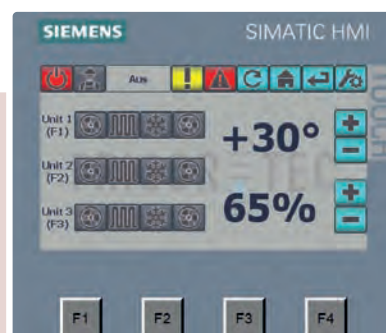 SIEMENS SIMATIC HMI
Aus
Unit 1
(F1)
+30°
Unit 2
(F2)
Unit 3
(F3)
65%
TOUCH
F1 F2 F3 F4